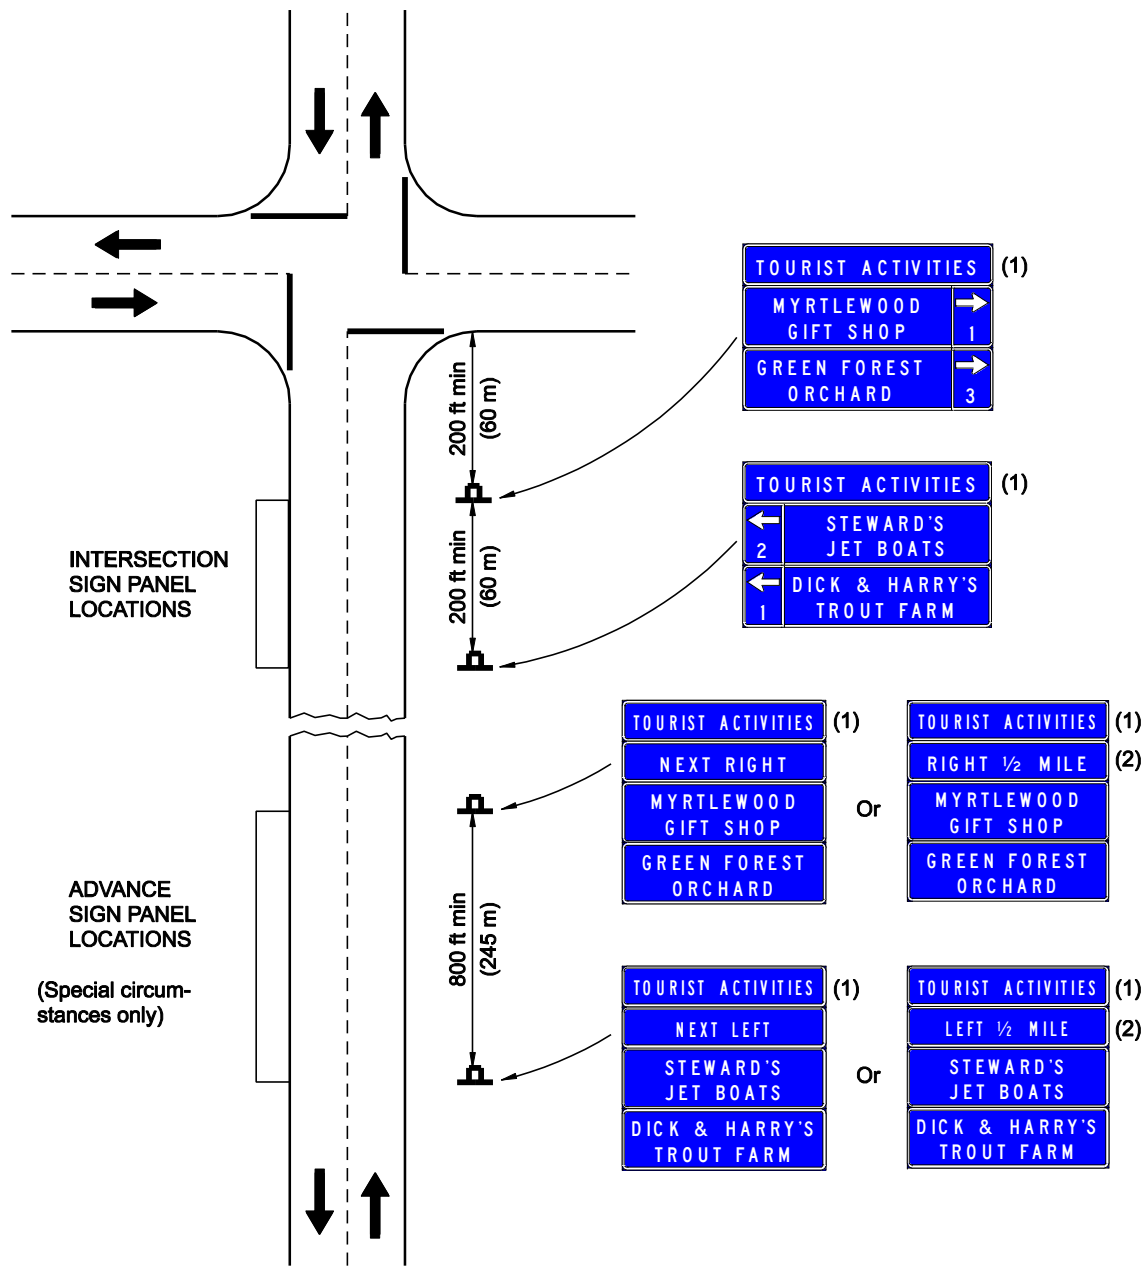 TOURIST ACTIVITIES (1)
MYRTLEWOOD
GIFT SHOP
1
GREEN FOREST
ORCHARD
3
200 ft min
(60 m)
TOURIST ACTIVITIES (1)
2
STEWARD'S
JET BOATS
1
DICK & HARRY'S
TROUT FARM
200 ft min
(60 m)
INTERSECTION
SIGN PANEL
LOCATIONS
TOURIST ACTIVITIES (1)
NEXT RIGHT
MYRTLEWOOD
GIFT SHOP
GREEN FOREST
ORCHARD
Or
TOURIST ACTIVITIES (1)
RIGHT ½ MILE (2)
MYRTLEWOOD
GIFT SHOP
GREEN FOREST
ORCHARD
ADVANCE
SIGN PANEL
LOCATIONS
(Special circum-
stances only)
800 ft min
(245 m)
TOURIST ACTIVITIES (1)
NEXT LEFT
STEWARD'S
JET BOATS
DICK & HARRY'S
TROUT FARM
Or
TOURIST ACTIVITIES (1)
LEFT ½ MILE (2)
STEWARD'S
JET BOATS
DICK & HARRY'S
TROUT FARM